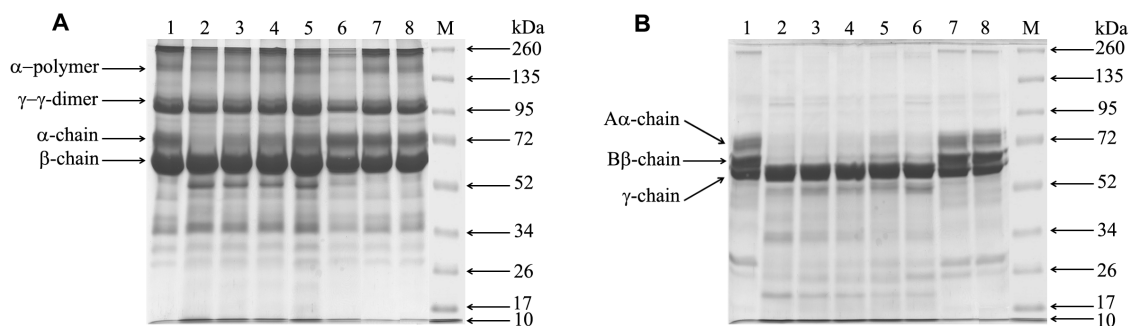 A
1 2 3 4 5 6 7 8 M kDa
260
α−polymer
135
γ−γ-dimer
95
α-chain
72
β-chain
52
34
26
17
10
B
1 2 3 4 5 6 7 8 M kDa
260
135
95
Aα-chain
72
Bβ-chain
52
γ-chain
34
26
17
10